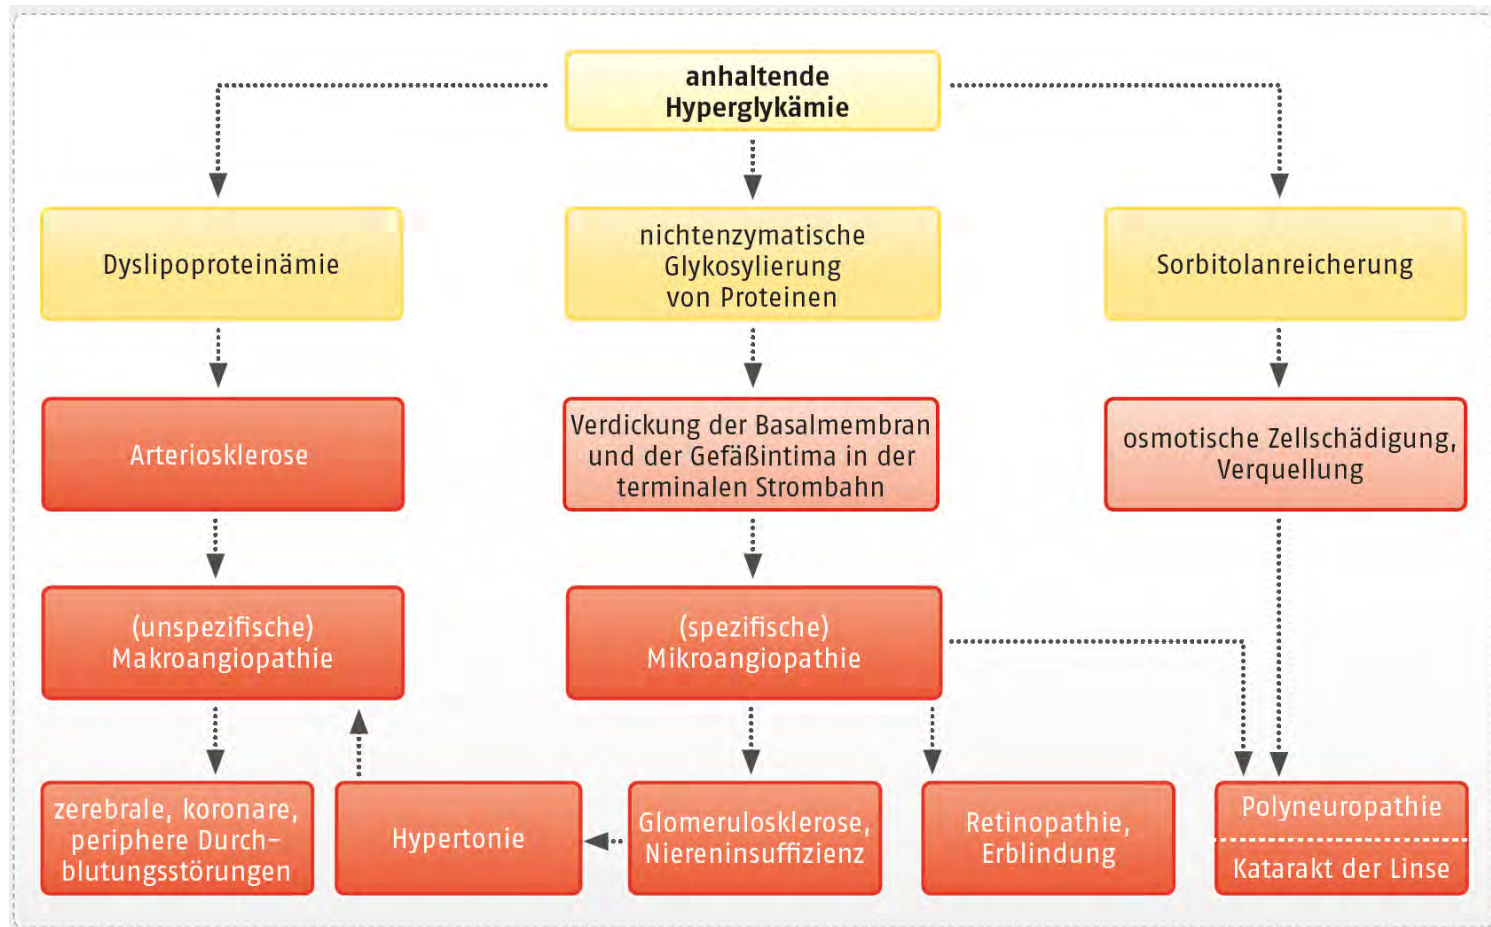 anhaltende
Hyperglykämie
Dyslipoproteinämie
nichtenzymatische
Glykosylierung
von Proteinen
Sorbitolanreicherung
Arteriosklerose
Verdickung der Basalmembran
und der Gefäßintima in der
terminalen Strombahn
osmotische Zellschädigung,
Verquellung
(unspezifische)
Makroangiopathie
(spezifische)
Mikroangiopathie
zerebrale, koronare,
periphere Durch-
blutungsstörungen
Hypertonie
Glomerulosklerose,
Niereninsuffizienz
Retinopathie,
Erblindung
Polyneuropathie
Katarakt der Linse